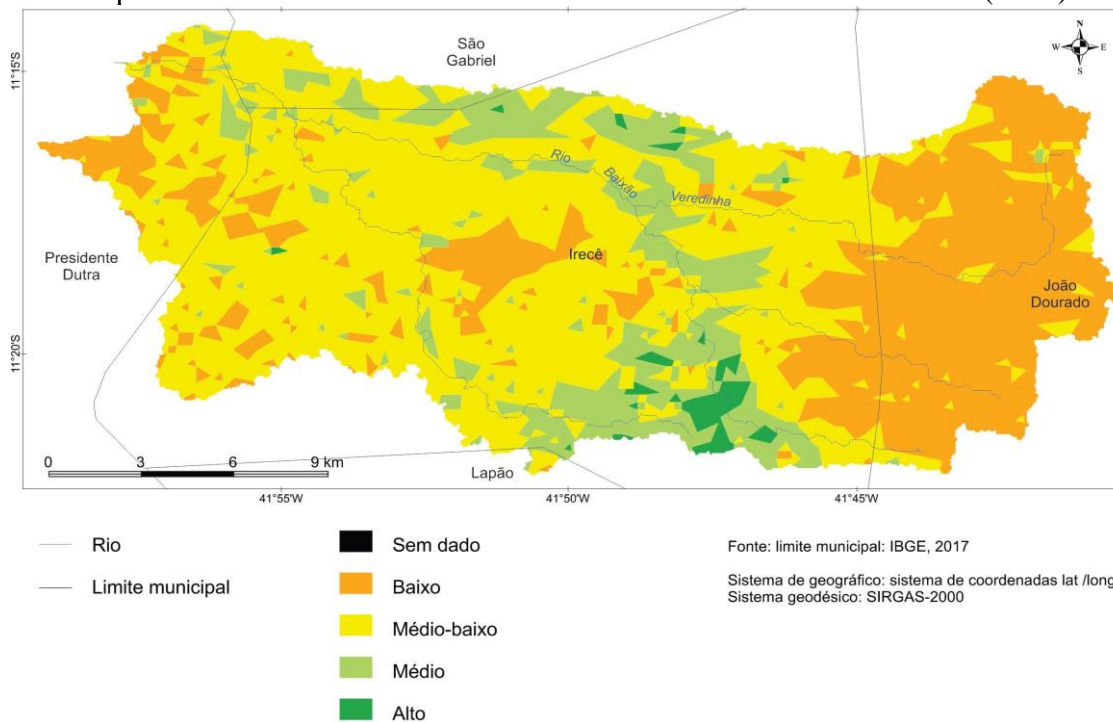 (
)
N
W
E
S
São
Gabriel
11°15'S
Rio
Baixão
Veredinha
Presidente
Dutra
Irecê
João
Dourado
11°20'S
0 3 6 9 km
Lapão
41°55'W 41°50'W 41°45'W
Rio
Limite municipal
Sem dado
Baixo
Médio-baixo
Médio
Alto
Fonte: limite municipal: IBGE, 2017
Sistema de geográfico: sistema de coordenadas lat /long
Sistema geodésico: SIRGAS-2000